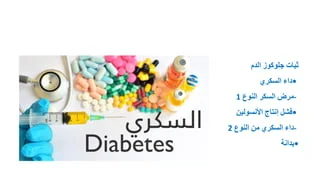 ثبات جلوكوز الدم
•داء السكري
-مرض السكر النوع 1
•فشل إنتاج الأنسولين
-داء السكري من النوع 2
•بدانة
السكري
Diabetes